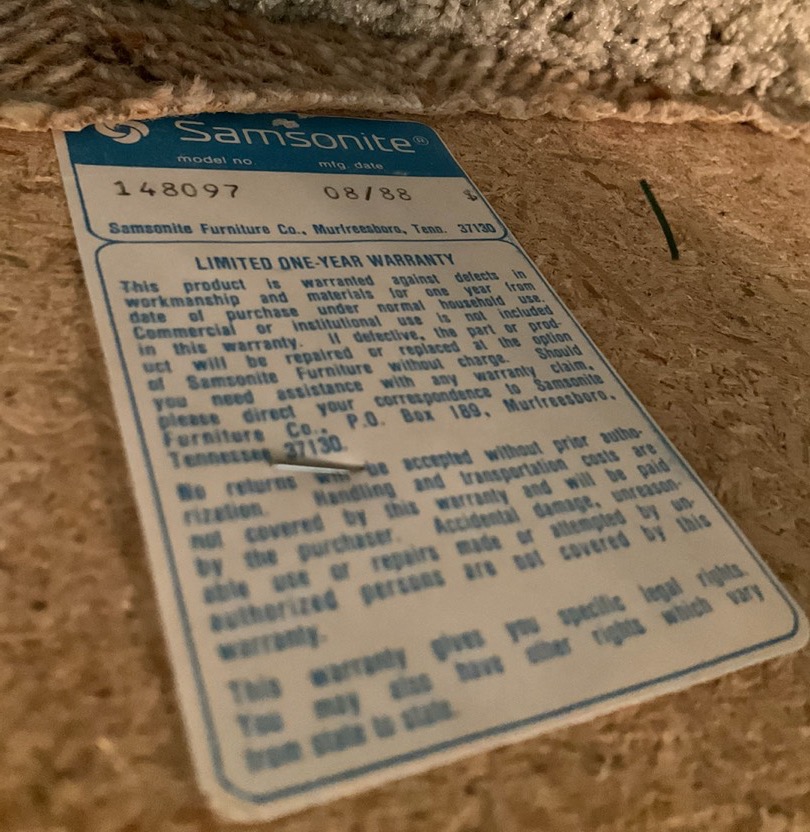 Samsonite®
model no. mfg. date
148097 08/88 $
Samsonite Furniture Co., Murfreesboro, Tenn. 37130
LIMITED ONE-YEAR WARRANTY
This product is warranted against defects in
workmanship and materials for one year from
date of purchase under normal household use.
Commercial or institutional use is not included
in this warranty. If defective, the part or prod-
uct will be repaired or replaced at the option
of Samsonite Furniture without charge. Should
you need assistance with any warranty claim,
please direct your correspondence to Samsonite
Furniture Co., P.O. Box 189, Murfreesboro,
Tennessee 37130.
No returns will be accepted without prior autho-
rization. Handling and transportation costs are
not covered by this warranty and will be paid
by the purchaser. Accidental damage, unreason-
able use or repairs made or attempted by un-
authorized persons are not covered by this
warranty.
This warranty gives you specific legal rights.
You may also have other rights which vary
from state to state.